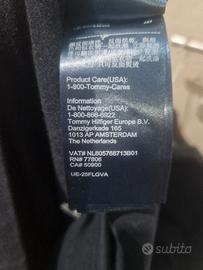 Product Care(USA):
1-800-Tommy-Cares
Information
De Nettoyage(USA):
1-800-866-6922
Tommy Hilfiger Europe B.V.
Danzigerkade 165
1013 AP AMSTERDAM
The Netherlands
VAT# NL805768713B01
RN# 77806
CA# 50900
UE-25FLGVA
subito